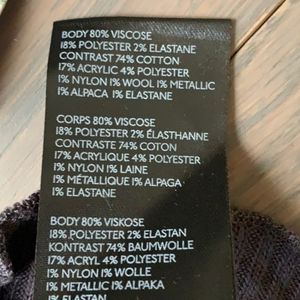 BODY 80% VISCOSE
18% POLYESTER 2% ELASTANE
CONTRAST 74% COTTON
17% ACRYLIC 4% POLYESTER
1% NYLON 1% WOOL 1% METALLIC
1% ALPACA 1% ELASTANE
CORPS 80% VISCOSE
18% POLYESTER 2% ÉLASTHANNE
CONTRASTE 74% COTON
17% ACRYLIQUE 4% POLYESTER
1% NYLON 1% LAINE
1% MÉTALLIQUE 1% ALPAGA
1% ELASTANE
BODY 80% VISKOSE
18% POLYESTER 2% ELASTAN
KONTRAST 74% BAUMWOLLE
17% ACRYL 4% POLYESTER
1% NYLON 1% WOLLE
1% METALLIC 1% ALPAKA
1% ELASTAN